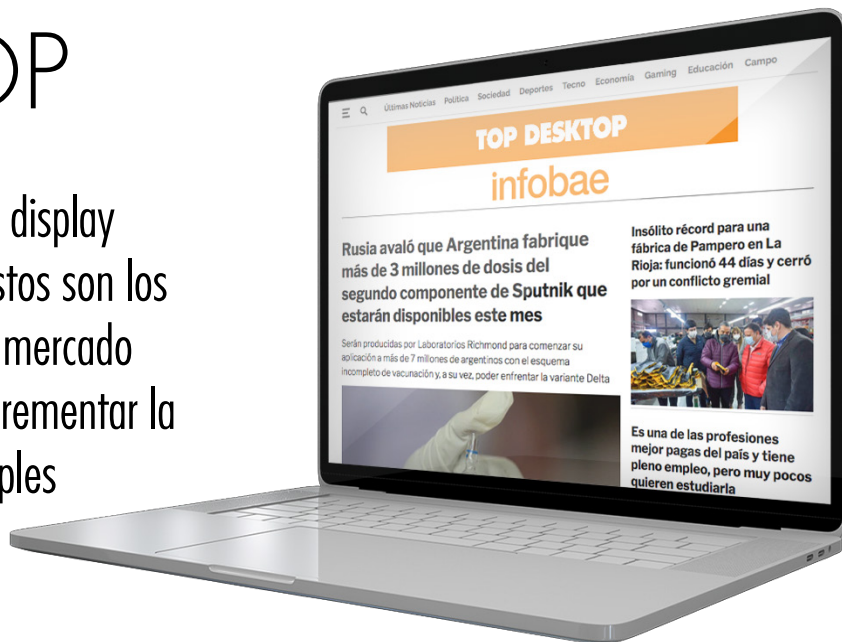 OP
display
stos son los
mercado
rementar la
ples
Últimas Noticias Política Sociedad Deportes Tecno Economía Gaming Educación Campo
TOP DESKTOP
infobae
Rusia avaló que Argentina fabrique
más de 3 millones de dosis del
segundo componente de Sputnik que
estarán disponibles este mes
Serán producidas por Laboratorios Richmond para comenzar su
aplicación a más de 7 millones de argentinos con el esquema
incompleto de vacunación y, a su vez, poder enfrentar la variante Delta
Insólito récord para una
fábrica de Pampero en La
Rioja: funcionó 44 días y cerró
por un conflicto gremial
Es una de las profesiones
mejor pagas del país y tiene
pleno empleo, pero muy pocos
quieren estudiarla